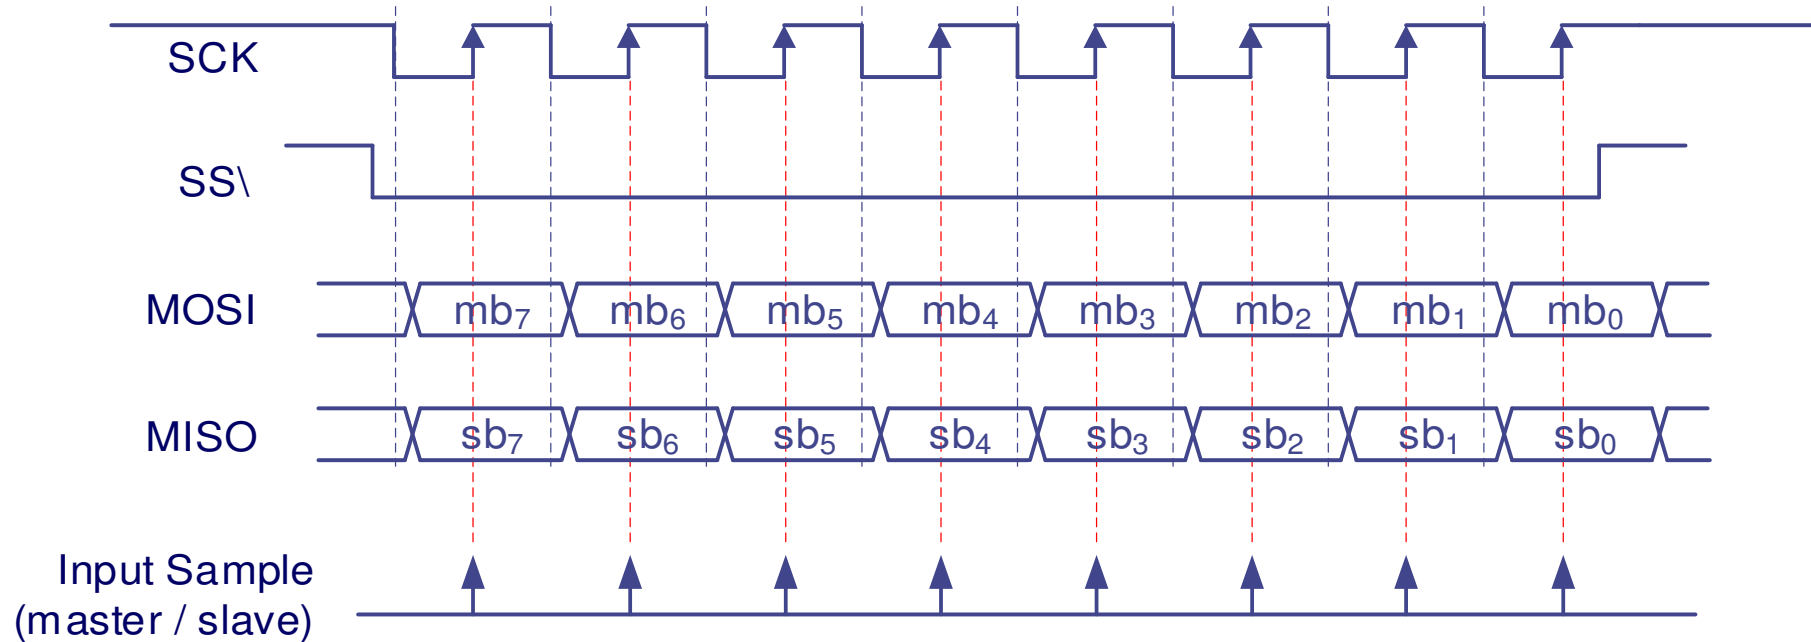 SCK
SS\
MOSI mb₇ mb₆ mb₅ mb₄ mb₃ mb₂ mb₁ mb₀
MISO sb₇ sb₆ sb₅ sb₄ sb₃ sb₂ sb₁ sb₀
Input Sample
(master / slave)